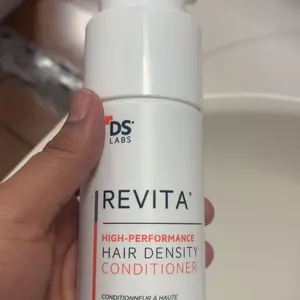 DS
LABS
REVITA®
HIGH-PERFORMANCE
HAIR DENSITY
CONDITIONER
CONDITIONNEUR À HAUTE